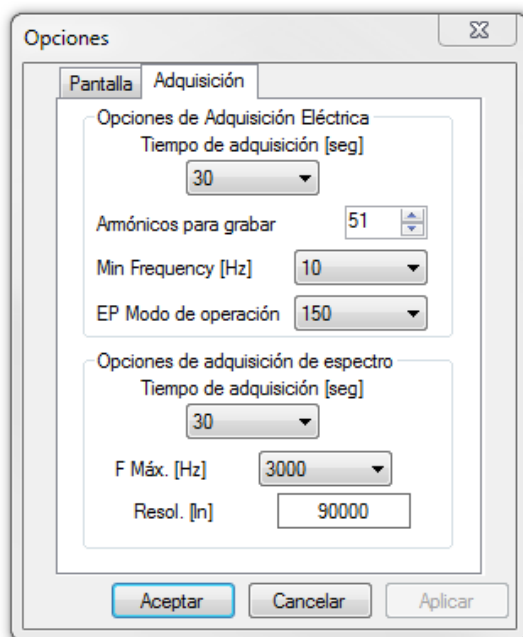 Opciones
Pantalla Adquisición
Opciones de Adquisición Eléctrica
Tiempo de adquisición [seg]
30
Armónicos para grabar 51
Min Frequency [Hz] 10
EP Modo de operación 150
Opciones de adquisición de espectro
Tiempo de adquisición [seg]
30
F Máx. [Hz] 3000
Resol. [ln] 90000
Aceptar Cancelar Aplicar